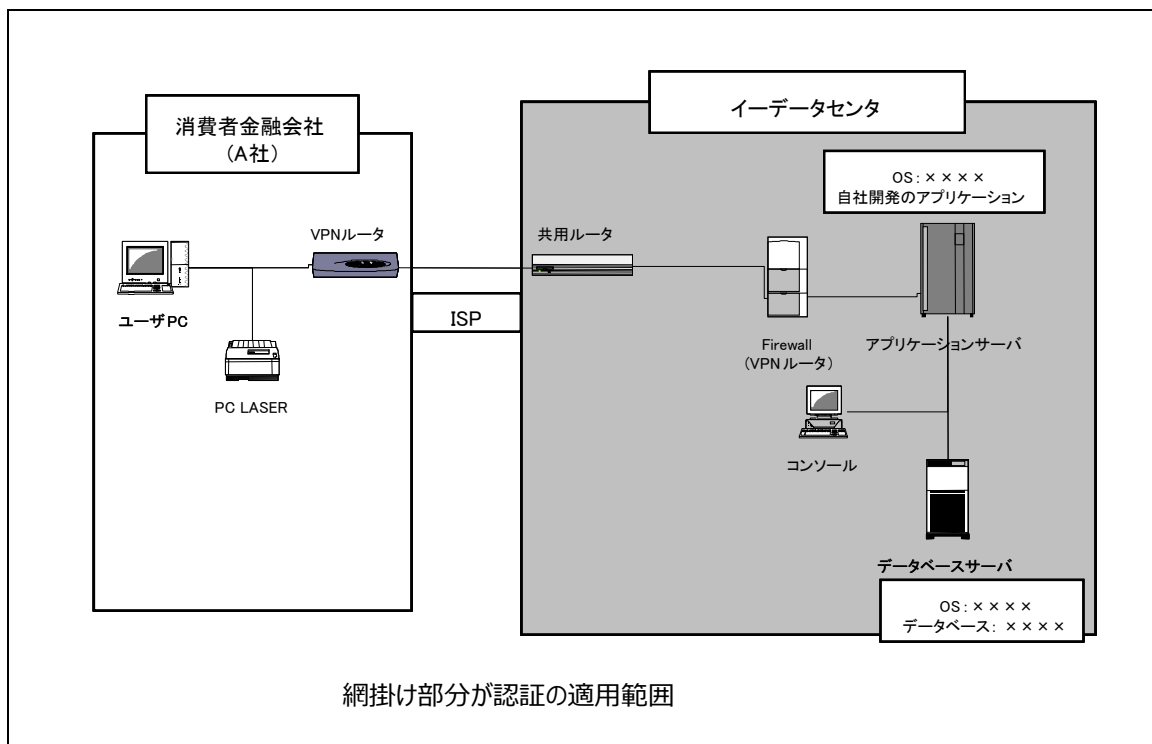 消費者金融会社
(A社)
イーデータセンタ
OS:××××
自社開発のアプリケーション
VPNルータ
共用ルータ
ユーザPC
ISP
Firewall
(VPNルータ)
アプリケーションサーバ
PC LASER
コンソール
データベースサーバ
OS:××××
データベース:××××
網掛け部分が認証の適用範囲